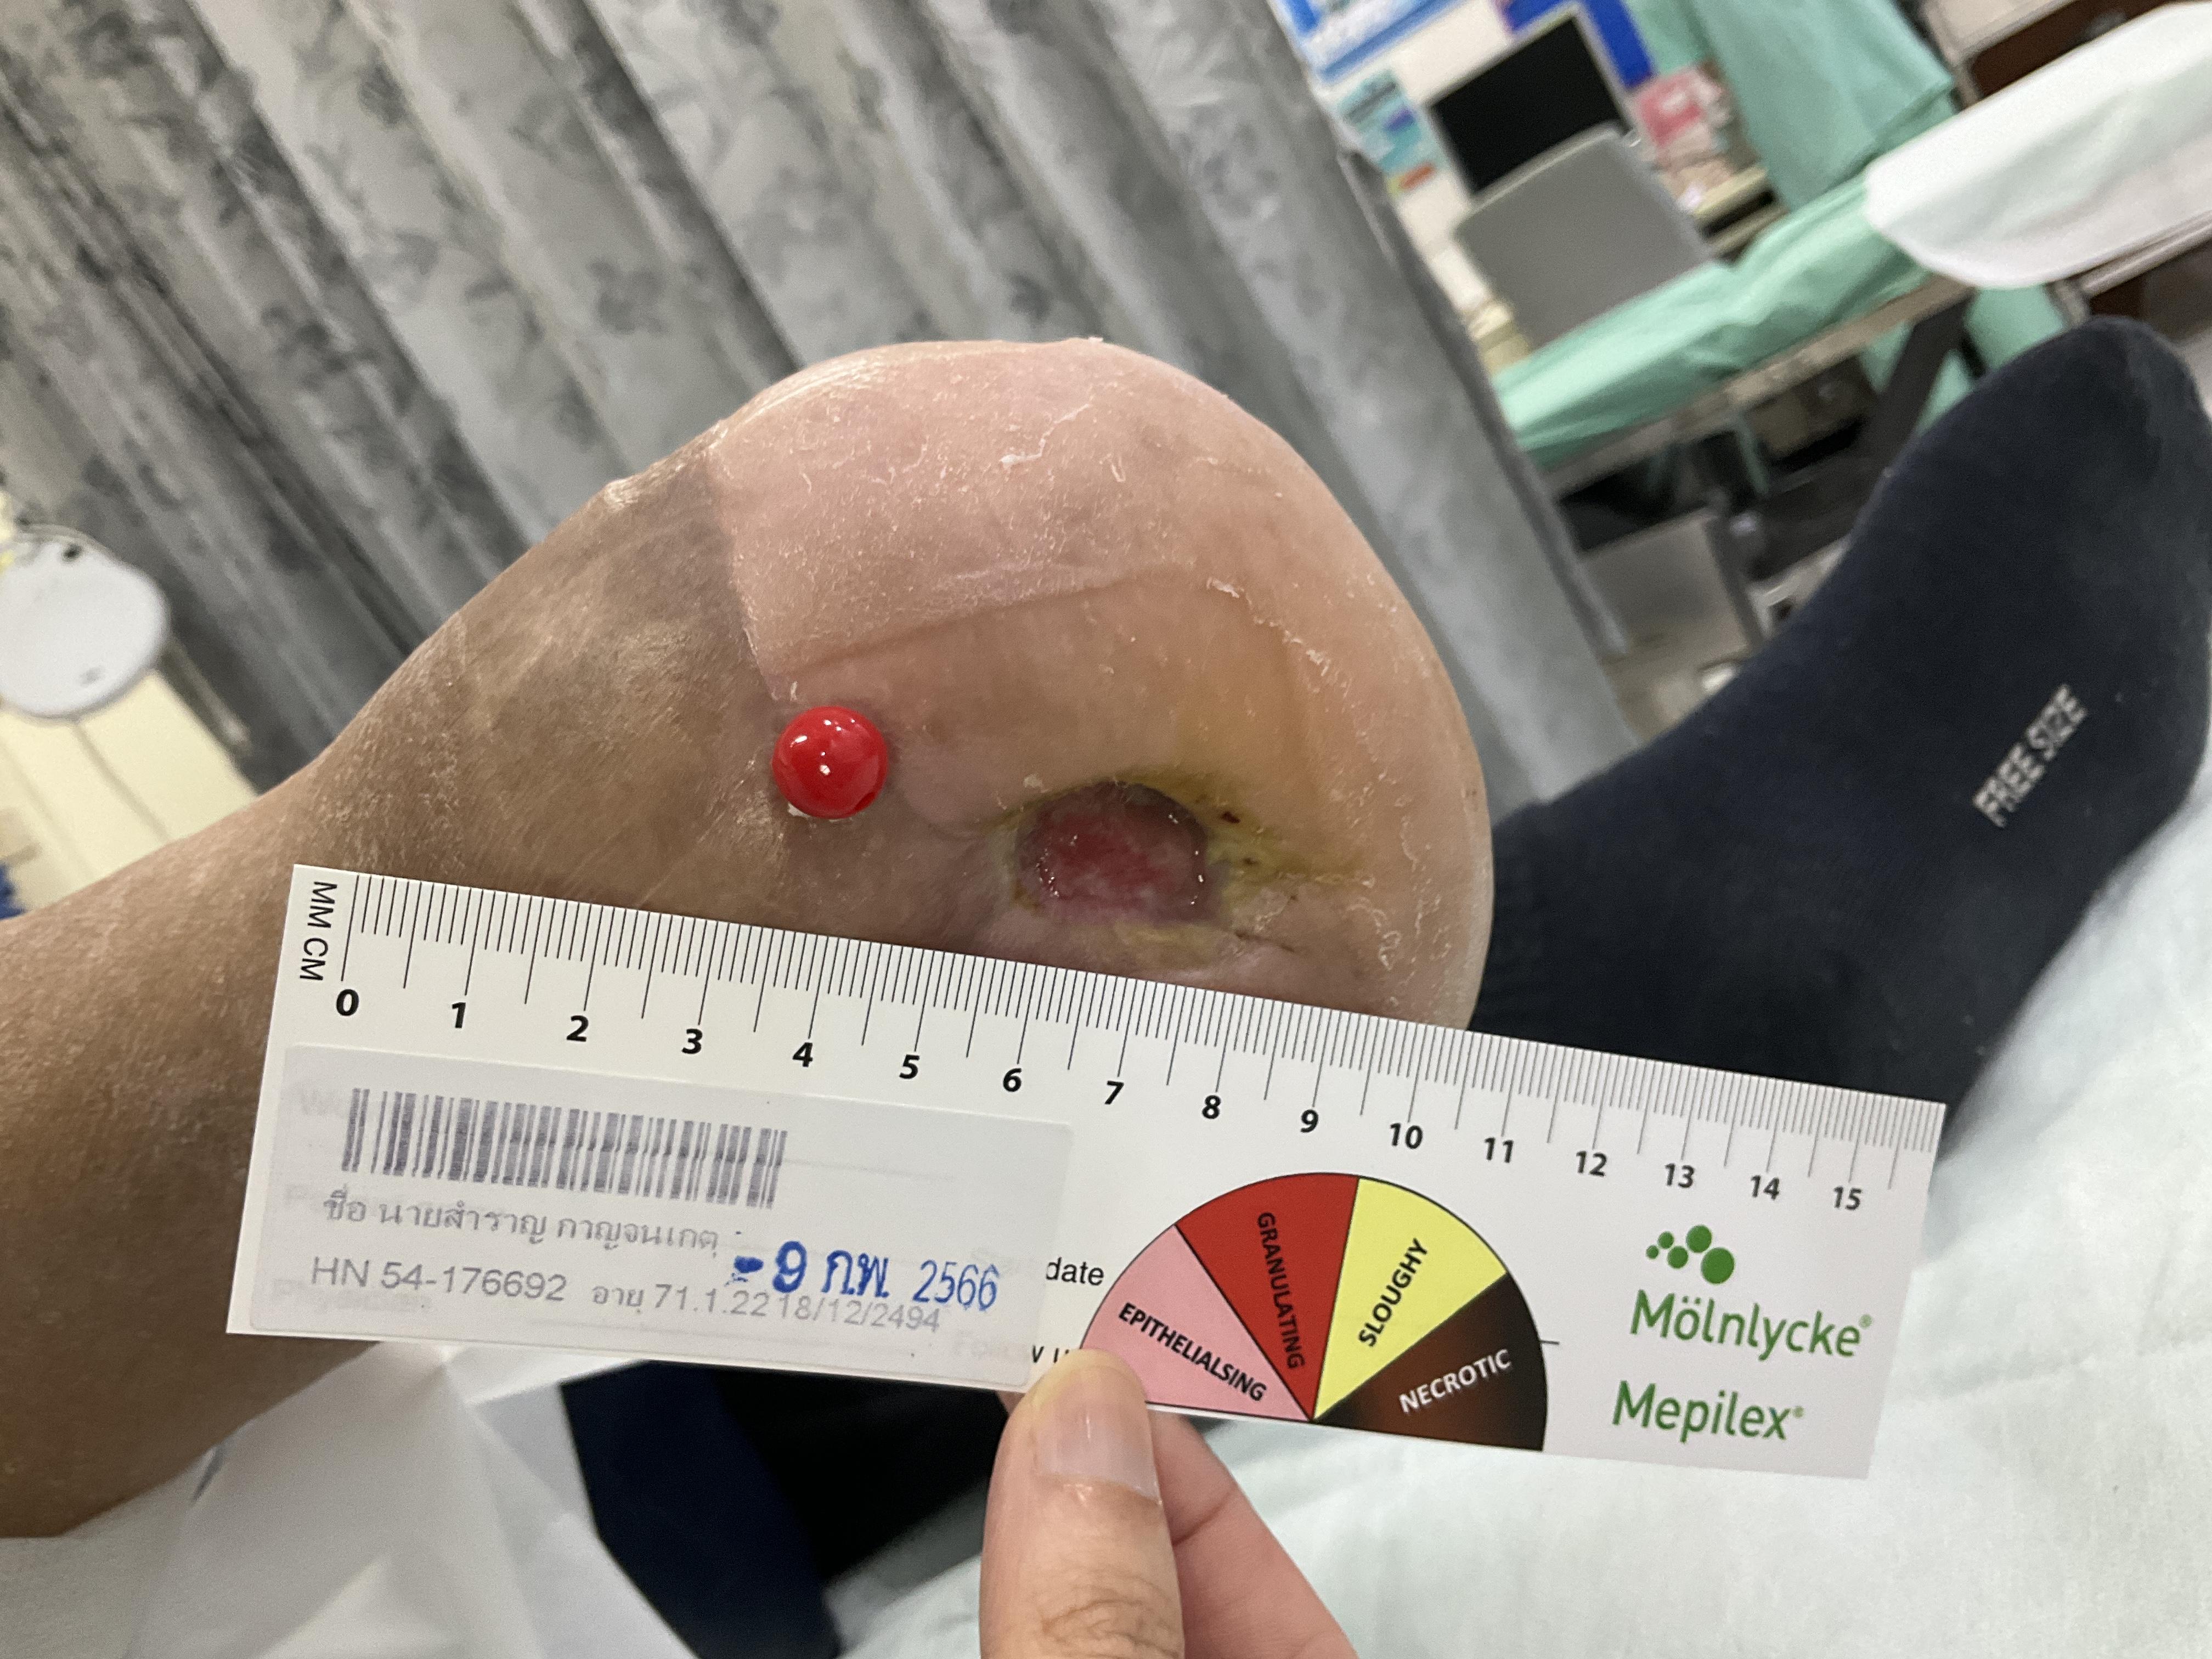 FREE SIZE
MM CM
0 1 2 3 4 5 6 7 8 9 10 11 12 13 14 15
ชื่อ นายสำราญ กาญจนเกตุ
-9 ก.พ. 2566
HN 54-176692 อายุ 71.1.22 18/12/2494
date
EPITHELIALSING
GRANULATING
SLOUGHY
NECROTIC
Mölnlycke®
Mepilex®